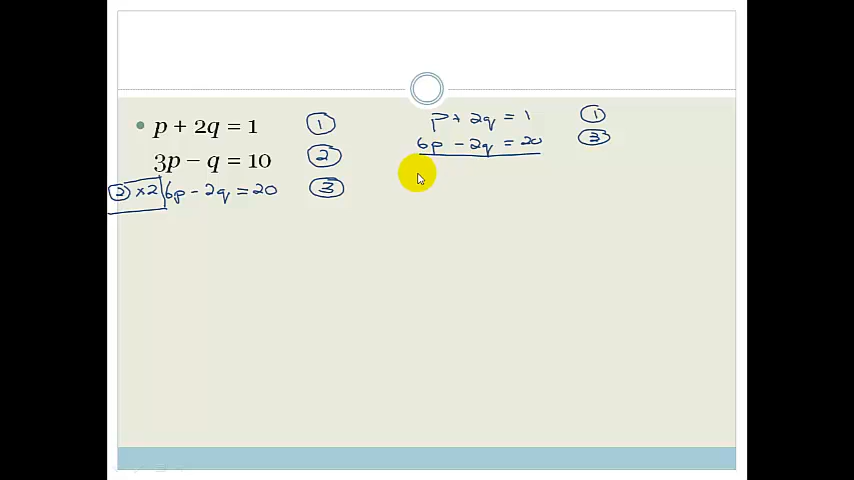 p + 2q = 1 ①
3p − q = 10 ②
② ×2 6p − 2q = 20 ③
p + 2q = 1 ①
6p − 2q = 20 ③